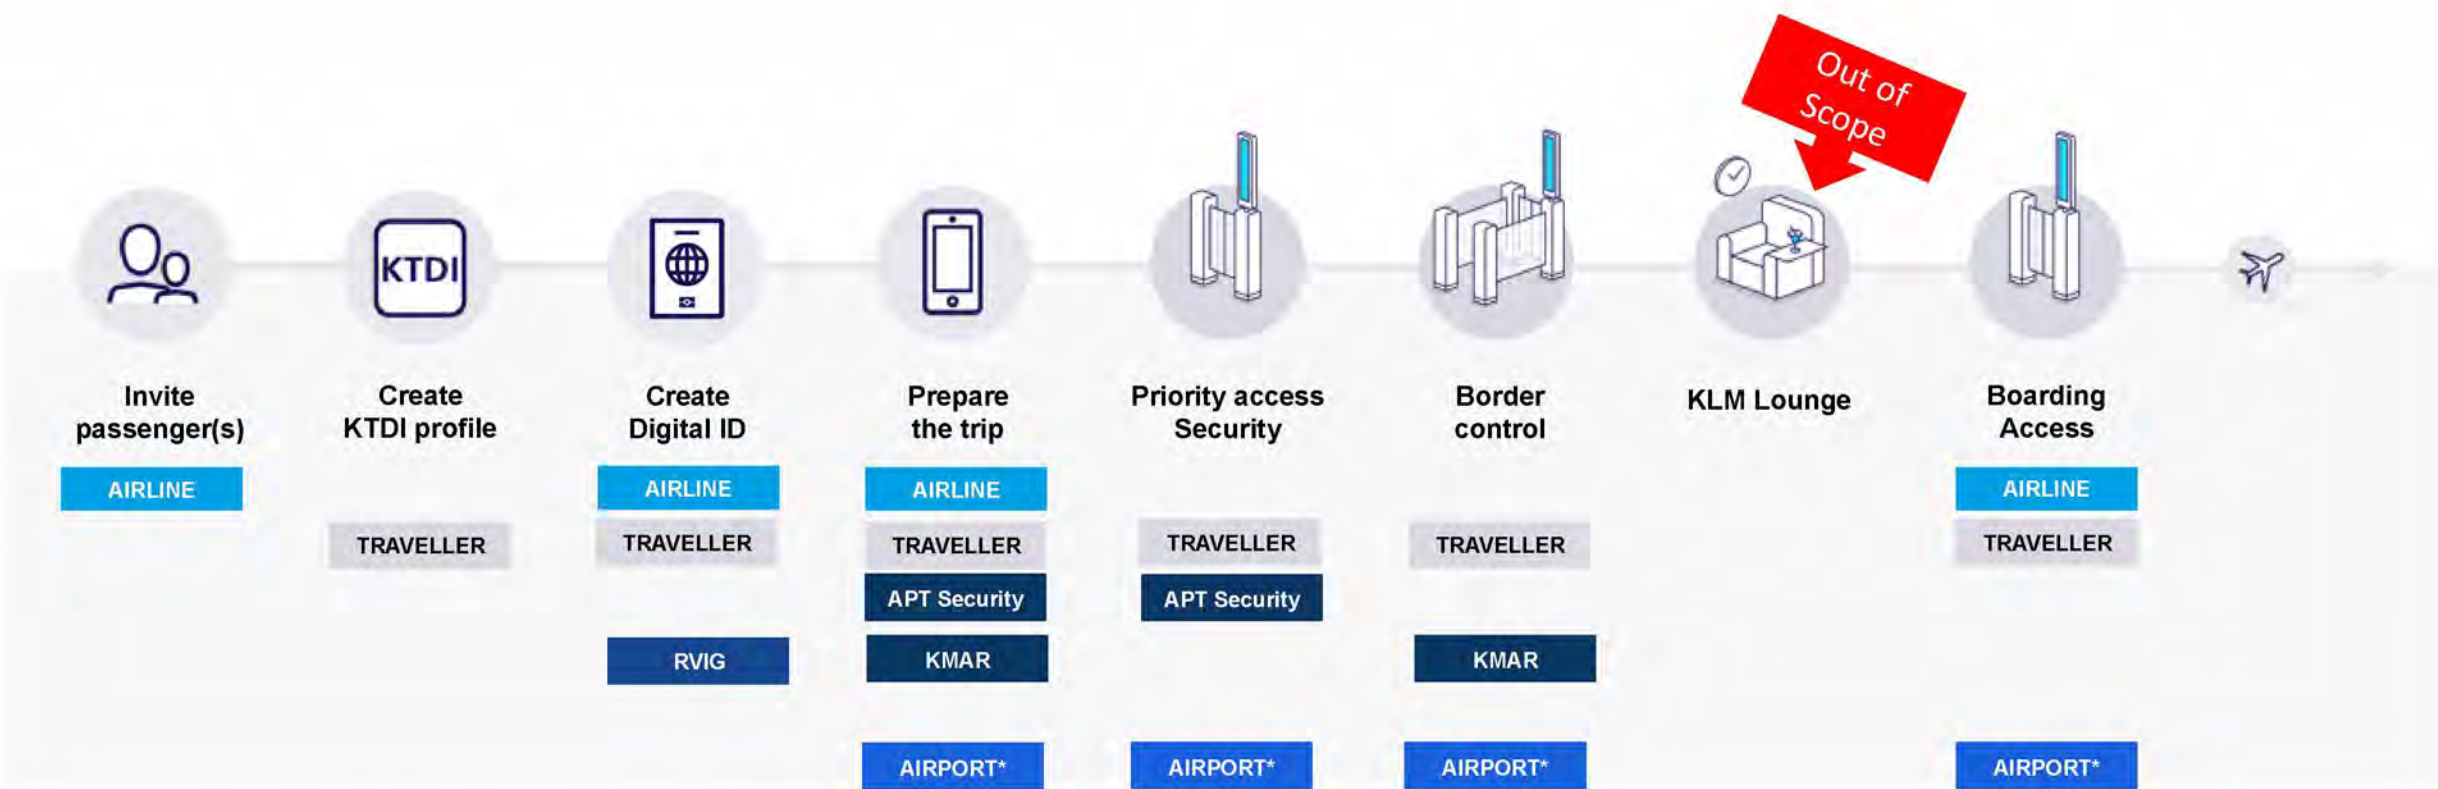 Out of
Scope
KTDI
Invite
passenger(s)
Create
KTDI profile
Create
Digital ID
Prepare
the trip
Priority access
Security
Border
control
KLM Lounge
Boarding
Access
AIRLINE
AIRLINE
AIRLINE
AIRLINE
TRAVELLER
TRAVELLER
TRAVELLER
TRAVELLER
TRAVELLER
TRAVELLER
APT Security
APT Security
RVIG
KMAR
KMAR
AIRPORT*
AIRPORT*
AIRPORT*
AIRPORT*